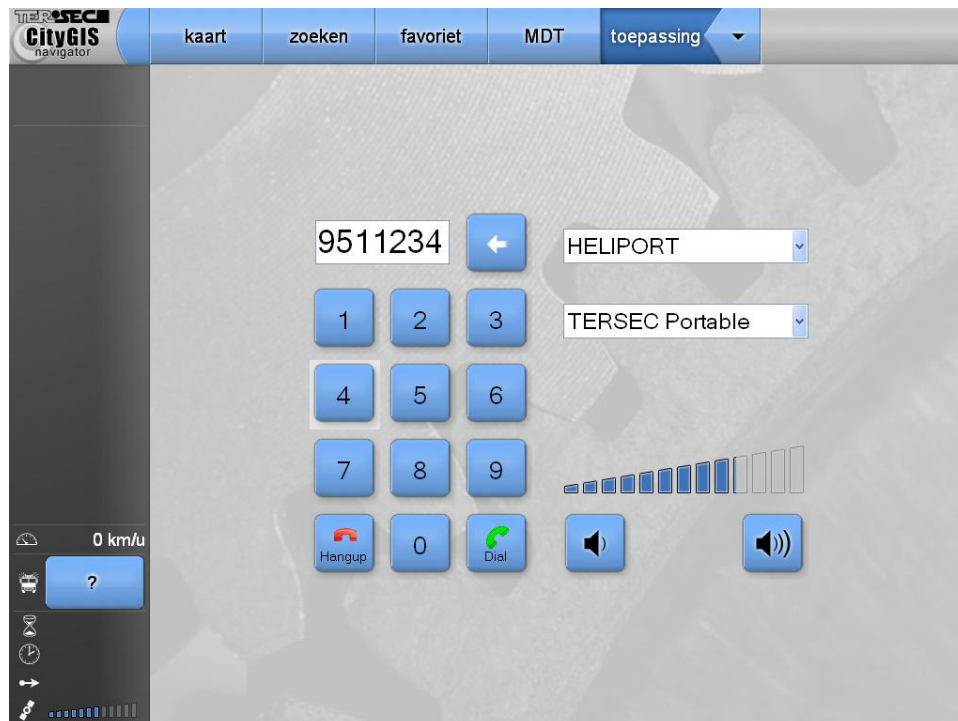 TERSEC
CityGIS
navigator
kaart zoeken favoriet MDT toepassing
9511234
HELIPORT
1 2 3
TERSEC Portable
4 5 6
7 8 9
Hangup 0 Dial
0 km/u
?